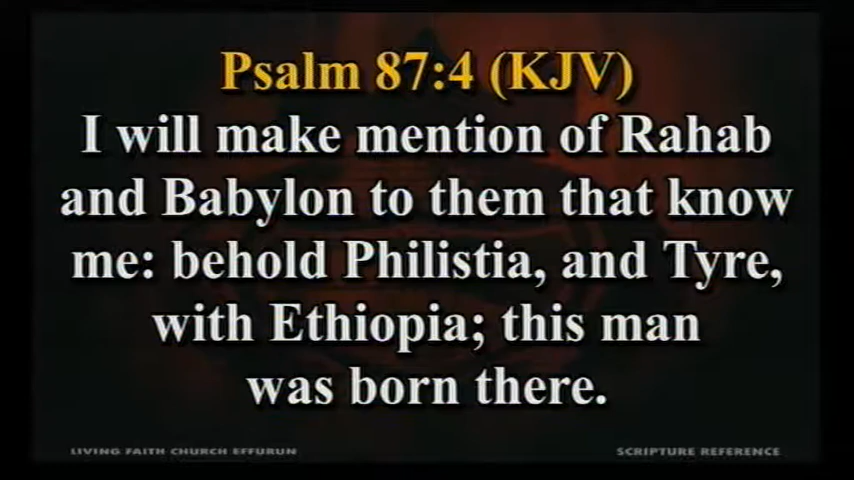 Psalm 87:4 (KJV)
I will make mention of Rahab
and Babylon to them that know
me: behold Philistia, and Tyre,
with Ethiopia; this man
was born there.
LIVING FAITH CHURCH EFFURUN
SCRIPTURE REFERENCE